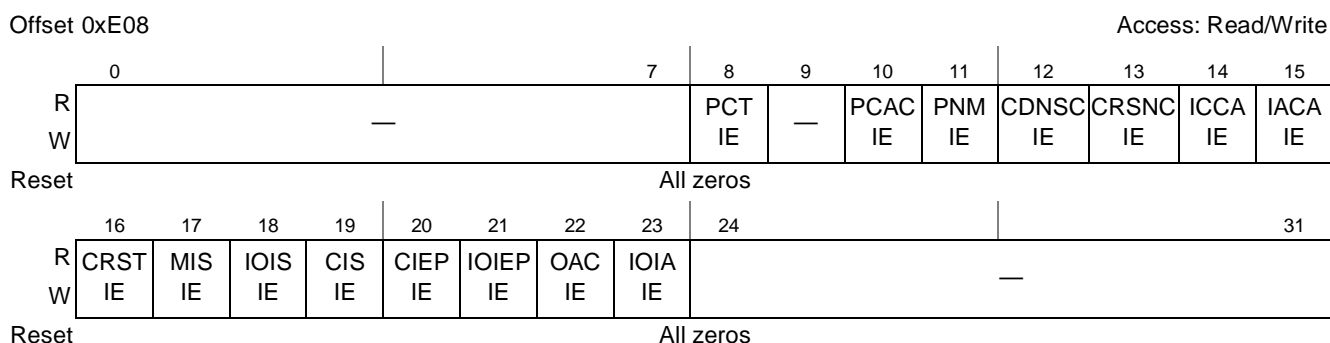 Offset 0xE08 Access: Read/Write
0 7 8 9 10 11 12 13 14 15
R — PCT — PCAC PNM CDNSC CRSNC ICCA IACA
W IE IE IE IE IE IE IE
Reset All zeros
16 17 18 19 20 21 22 23 24 31
R CRST MIS IOIS CIS CIEP IOIEP OAC IOIA —
W IE IE IE IE IE IE IE IE
Reset All zeros